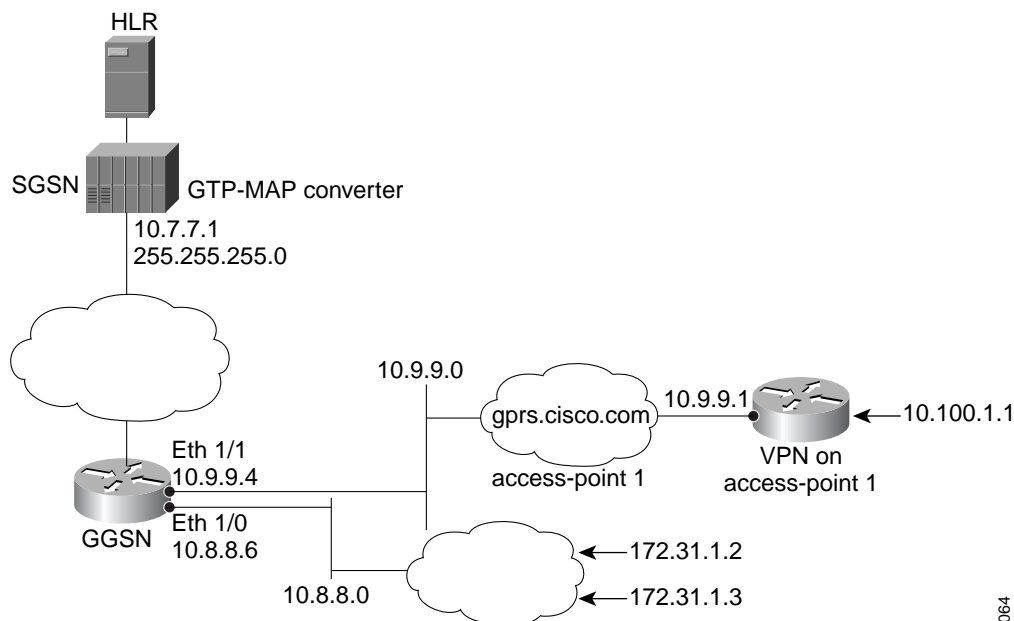 HLR
SGSN
GTP-MAP converter
10.7.7.1
255.255.255.0
10.9.9.0
gprs.cisco.com
access-point 1
10.9.9.1
10.100.1.1
VPN on
access-point 1
Eth 1/1
10.9.9.4
GGSN
Eth 1/0
10.8.8.6
10.8.8.0
172.31.1.2
172.31.1.3
064